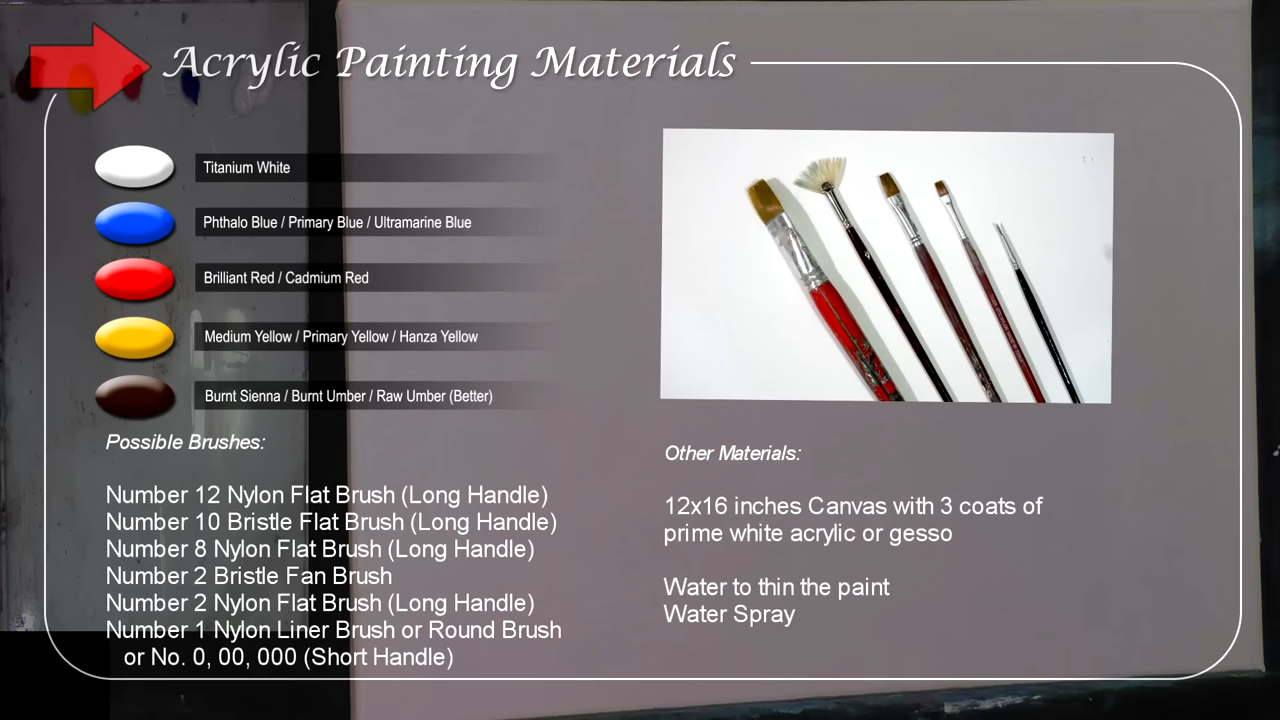 Acrylic Painting Materials
Titanium White
Phthalo Blue / Primary Blue / Ultramarine Blue
Brilliant Red / Cadmium Red
Medium Yellow / Primary Yellow / Hanza Yellow
Burnt Sienna / Burnt Umber / Raw Umber (Better)
Possible Brushes:
Number 12 Nylon Flat Brush (Long Handle)
Number 10 Bristle Flat Brush (Long Handle)
Number 8 Nylon Flat Brush (Long Handle)
Number 2 Bristle Fan Brush
Number 2 Nylon Flat Brush (Long Handle)
Number 1 Nylon Liner Brush or Round Brush
or No. 0, 00, 000 (Short Handle)
Other Materials:
12x16 inches Canvas with 3 coats of
prime white acrylic or gesso
Water to thin the paint
Water Spray